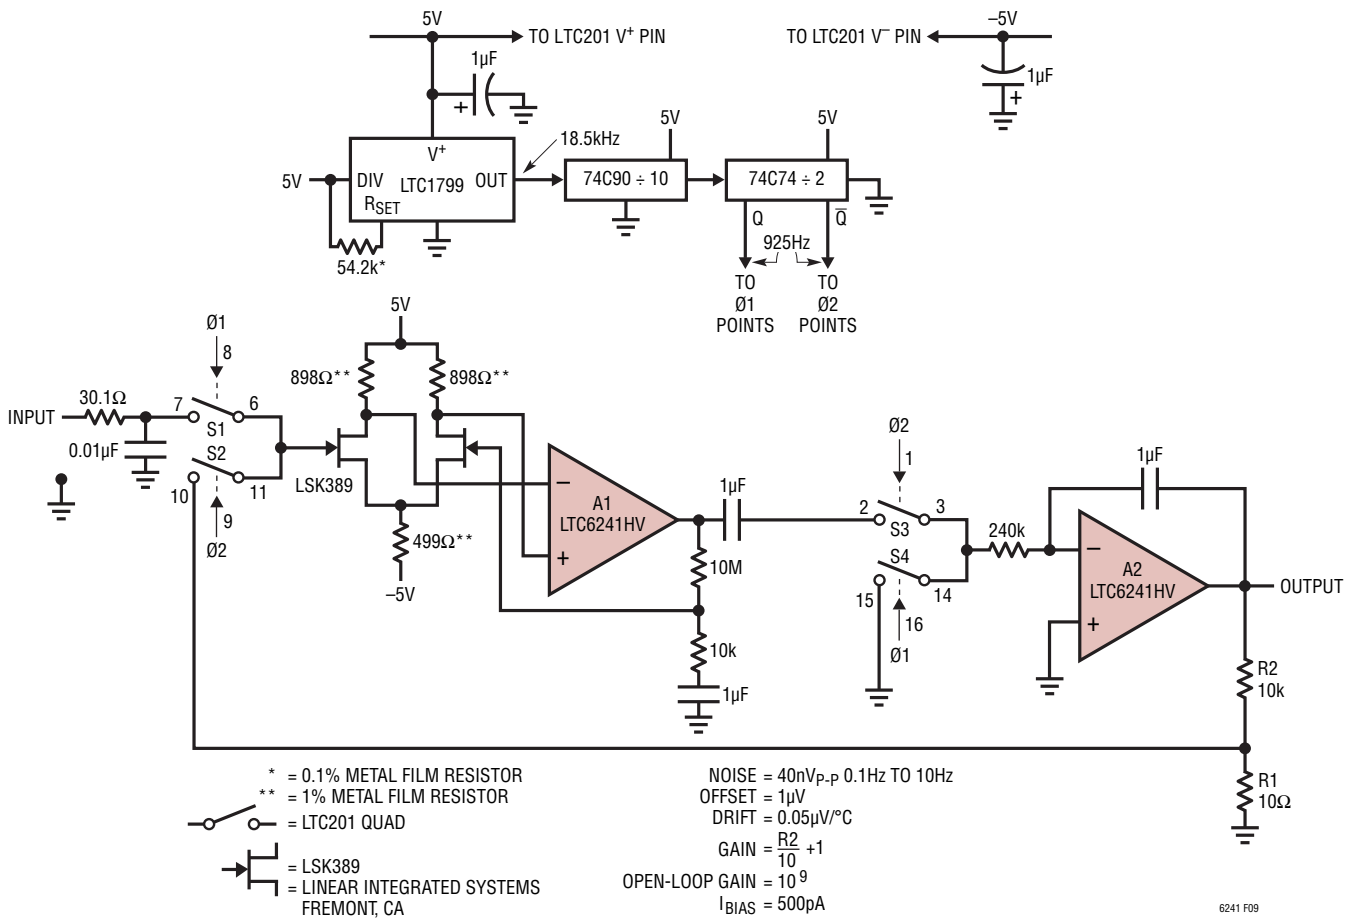 5V
TO LTC201 V+ PIN
1µF
+
–5V
TO LTC201 V– PIN
1µF
+
18.5kHz
5V
5V
5V
V+
DIV
LTC1799
OUT
RSET
54.2k*
74C90 ÷ 10
74C74 ÷ 2
Q
Q̅
925Hz
TO
Ø1
POINTS
TO
Ø2
POINTS
5V
Ø1
8
898Ω**
898Ω**
INPUT
30.1Ω
7
6
S1
0.01µF
S2
10
11
9
Ø2
LSK389
499Ω**
–5V
–
+
A1
LTC6241HV
1µF
10M
10k
1µF
Ø2
1
2
3
S3
S4
15
14
16
Ø1
240k
1µF
–
+
A2
LTC6241HV
OUTPUT
R2
10k
R1
10Ω
* = 0.1% METAL FILM RESISTOR
** = 1% METAL FILM RESISTOR
= LTC201 QUAD
= LSK389
= LINEAR INTEGRATED SYSTEMS
FREMONT, CA
NOISE = 40nVP-P 0.1Hz TO 10Hz
OFFSET = 1µV
DRIFT = 0.05µV/°C
GAIN = R2/10 +1
OPEN-LOOP GAIN = 10^9
IBIAS = 500pA
6241 F09